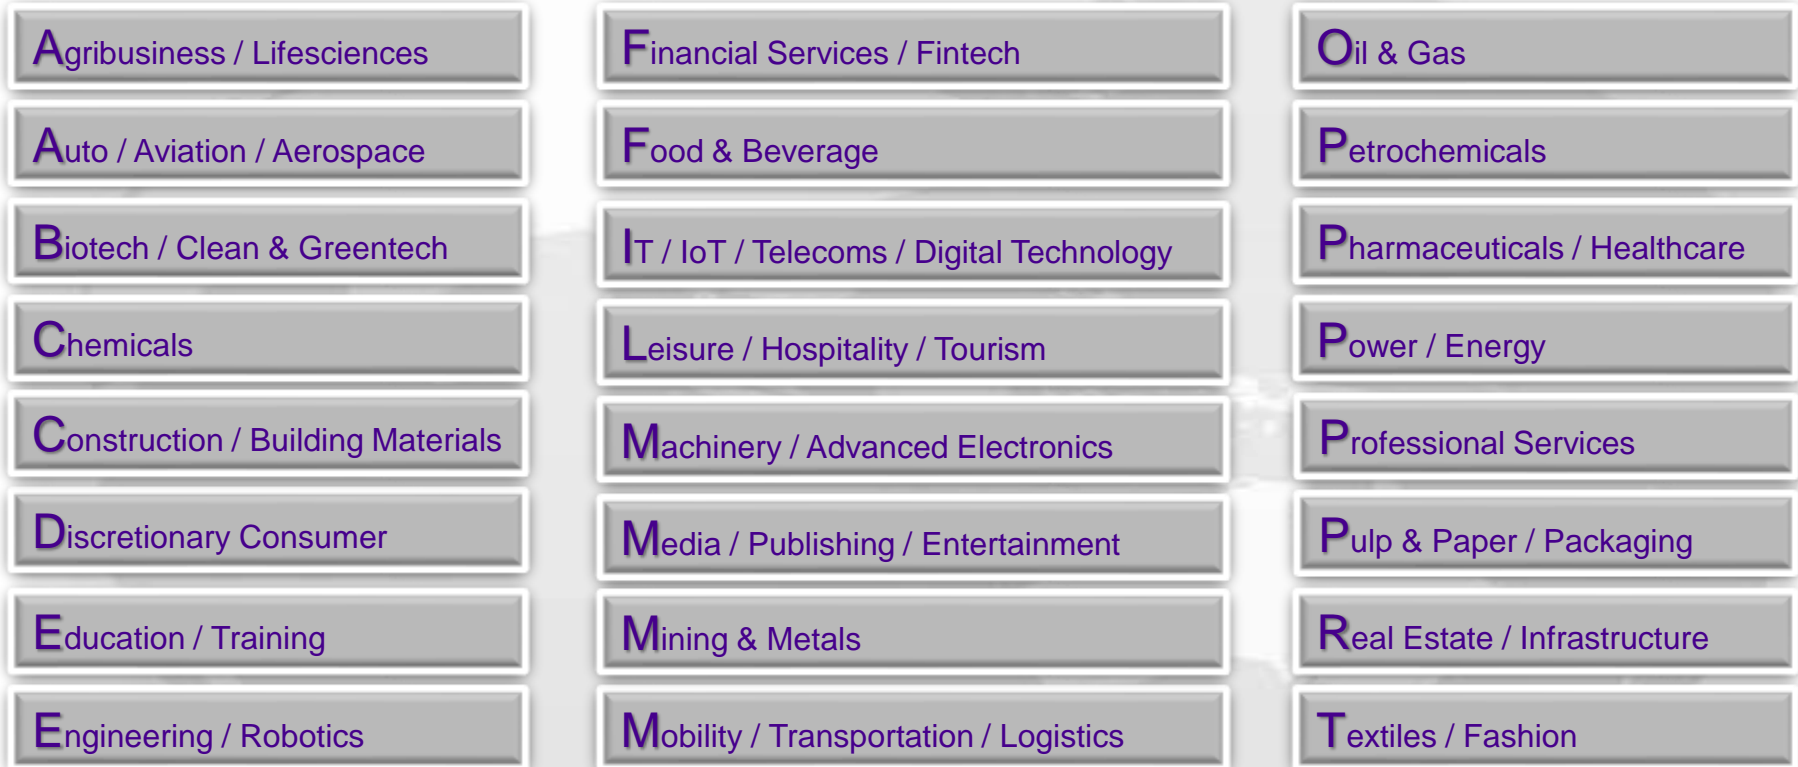 Agribusiness / Lifesciences
Auto / Aviation / Aerospace
Biotech / Clean & Greentech
Chemicals
Construction / Building Materials
Discretionary Consumer
Education / Training
Engineering / Robotics
Financial Services / Fintech
Food & Beverage
IT / IoT / Telecoms / Digital Technology
Leisure / Hospitality / Tourism
Machinery / Advanced Electronics
Media / Publishing / Entertainment
Mining & Metals
Mobility / Transportation / Logistics
Oil & Gas
Petrochemicals
Pharmaceuticals / Healthcare
Power / Energy
Professional Services
Pulp & Paper / Packaging
Real Estate / Infrastructure
Textiles / Fashion